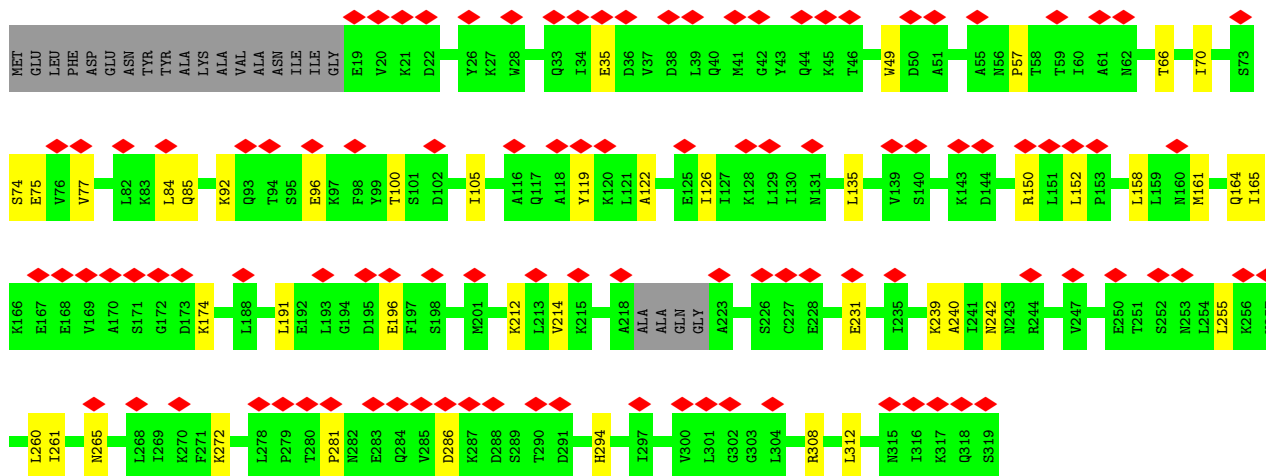 MET GLU LEU PHE ASP GLU ASN TYR TYR ALA LYS ALA VAL ALA ASN ILE ILE GLY E19 V20 K21 D22 Y26 K27 W28 Q33 I34 E35 D36 V37 D38 L39 Q40 M41 G42 Y43 Q44 K45 T46 W49 D50 A51 A55 N56 P57 T58 T59 I60 A61 N62 T66 I70 S73
S74 E75 V76 V77 L82 K83 L84 Q85 K92 Q93 T94 S95 E96 K97 F98 Y99 T100 S101 D102 I105 A116 Q117 A118 Y119 K120 L121 A122 E125 I126 I127 K128 L129 I130 N131 L135 V139 S140 K143 D144 R150 L151 L152 P153 L158 L159 N160 M161 Q164 I165
K166 E167 E168 V169 A170 S171 G172 D173 K174 L188 L191 E192 L193 G194 D195 E196 F197 S198 M201 K212 L213 V214 K215 A218 ALA ALA GLN GLY A223 S226 C227 E228 E231 I235 K239 A240 I241 N242 N243 R244 V247 E250 T251 S252 N253 L254 L255 K256
L260 I261 N265 L268 I269 K270 F271 K272 L278 P279 T280 P281 N282 E283 Q284 V285 D286 K287 D288 S289 T290 D291 H294 I297 V300 L301 G302 G303 L304 R308 L312 N315 I316 K317 Q318 S319